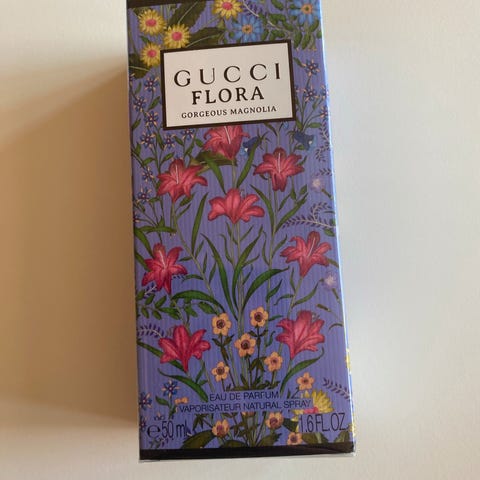 GUCCI
FLORA
GORGEOUS MAGNOLIA
EAU DE PARFUM
VAPORISATEUR NATURAL SPRAY
℮50 ml 1.6 FL.OZ